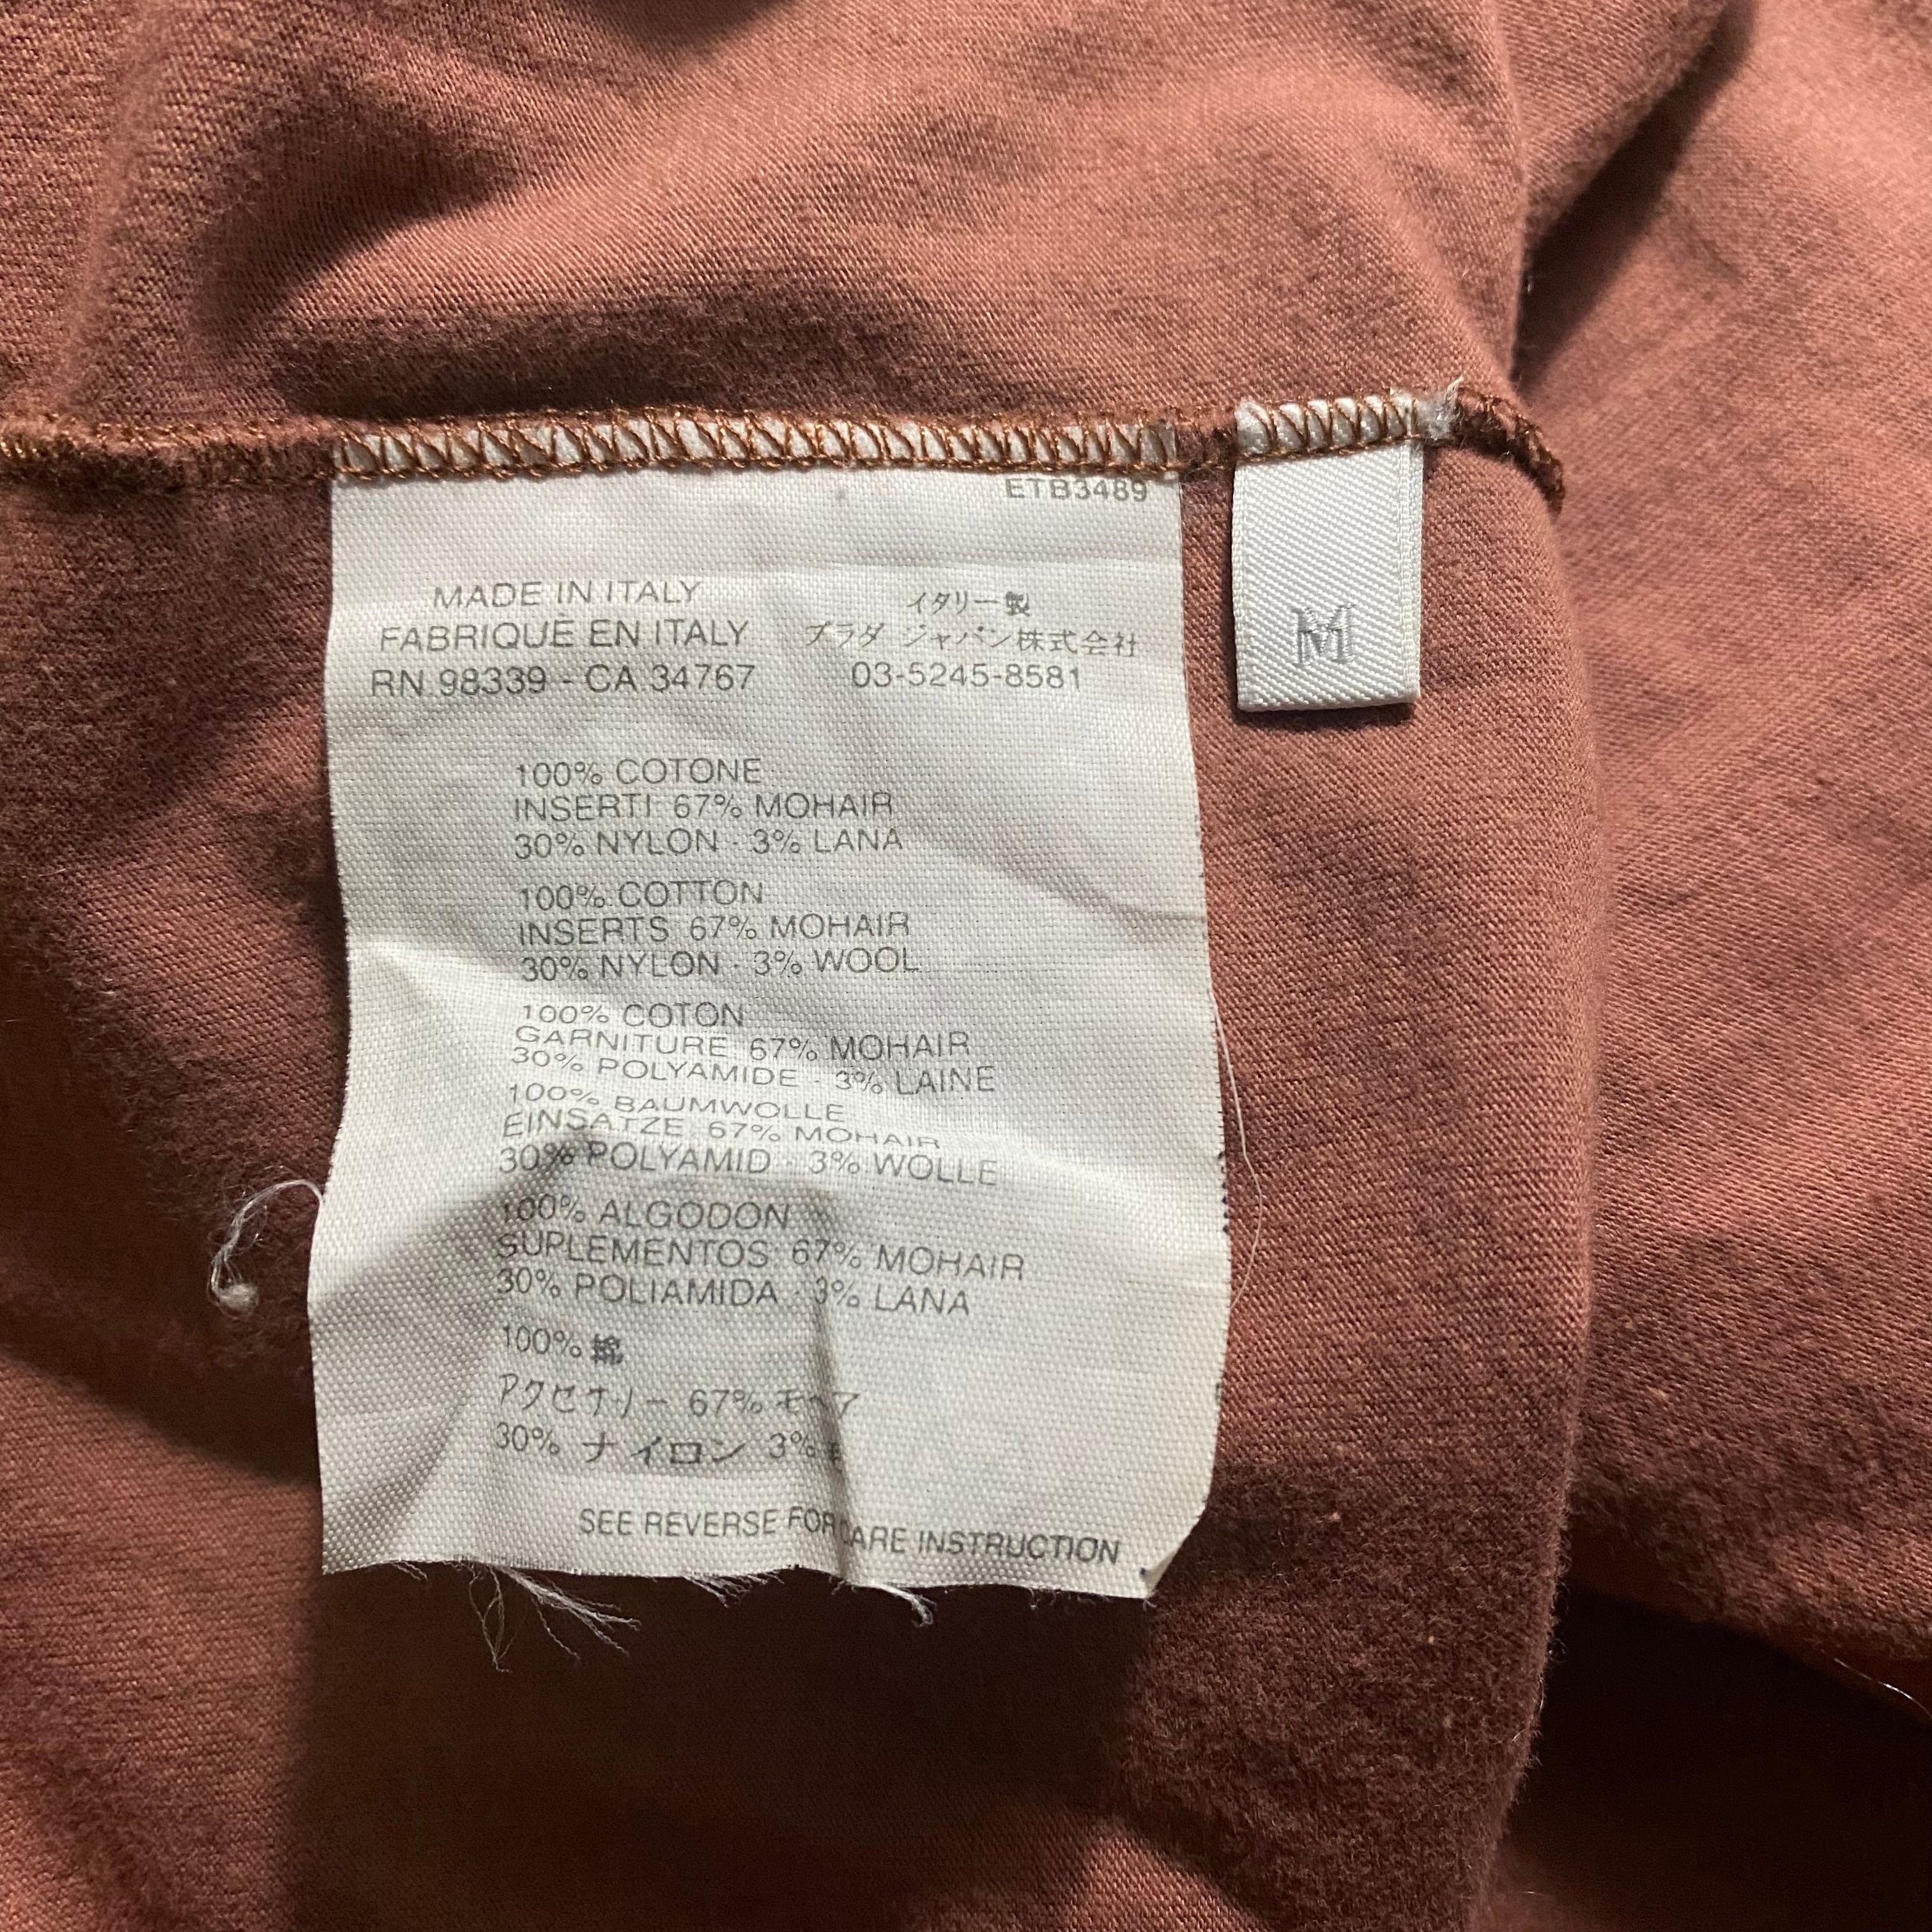 ETB3489
MADE IN ITALY
FABRIQUÈ EN ITALY
RN 98339 - CA 34767
イタリー製
プラダ ジャパン株式会社
03-5245-8581
M
100% COTONE
INSERTI: 67% MOHAIR
30% NYLON - 3% LANA
100% COTTON
INSERTS: 67% MOHAIR
30% NYLON - 3% WOOL
100% COTON
GARNITURE: 67% MOHAIR
30% POLYAMIDE - 3% LAINE
100% BAUMWOLLE
EINSATZE: 67% MOHAIR
30% POLYAMID - 3% WOLLE
100% ALGODON
SUPLEMENTOS: 67% MOHAIR
30% POLIAMIDA - 3% LANA
100% 綿
アクセサリー 67% モヘア
30% ナイロン 3%
SEE REVERSE FOR CARE INSTRUCTION